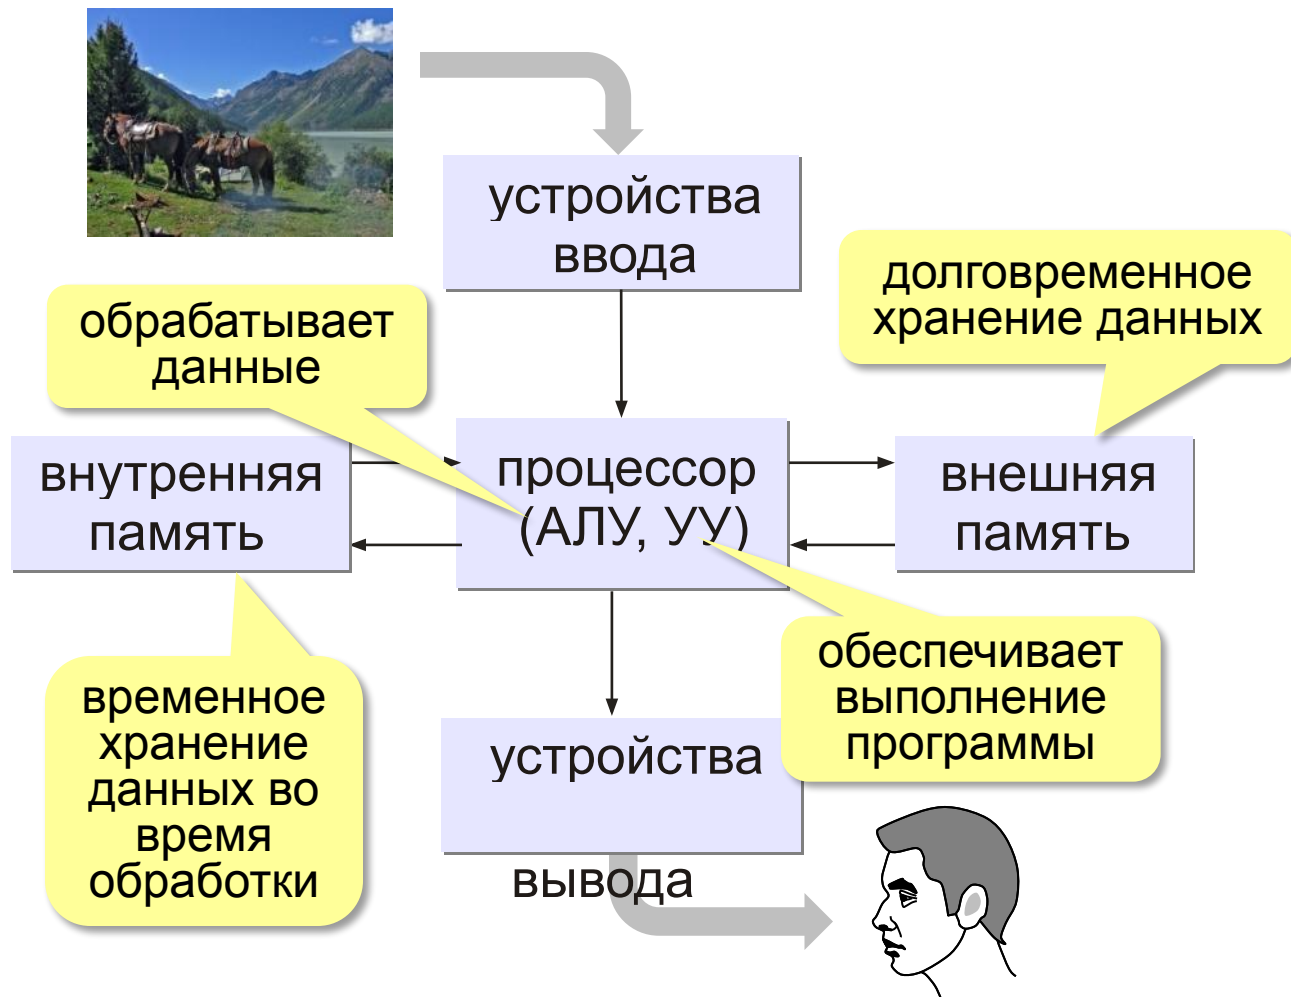 устройства
ввода
долговременное
хранение данных
обрабатывает
данные
внутренняя
память
процессор
(АЛУ, УУ)
внешняя
память
обеспечивает
выполнение
программы
временное
хранение
данных во
время
обработки
устройства
вывода